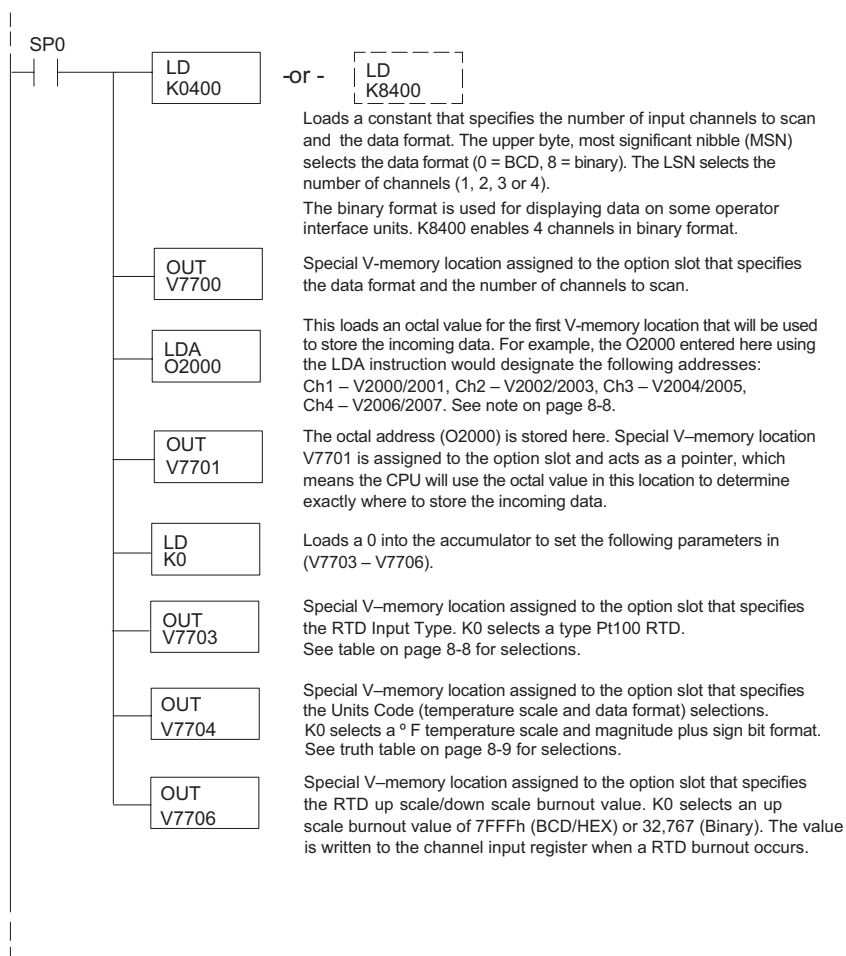 SP0
LD
K0400
-or -
LD
K8400
Loads a constant that specifies the number of input channels to scan
and the data format. The upper byte, most significant nibble (MSN)
selects the data format (0 = BCD, 8 = binary). The LSN selects the
number of channels (1, 2, 3 or 4).
The binary format is used for displaying data on some operator
interface units. K8400 enables 4 channels in binary format.
OUT
V7700
Special V-memory location assigned to the option slot that specifies
the data format and the number of channels to scan.
LDA
O2000
This loads an octal value for the first V-memory location that will be used
to store the incoming data. For example, the O2000 entered here using
the LDA instruction would designate the following addresses:
Ch1 – V2000/2001, Ch2 – V2002/2003, Ch3 – V2004/2005,
Ch4 – V2006/2007. See note on page 8-8.
OUT
V7701
The octal address (O2000) is stored here. Special V–memory location
V7701 is assigned to the option slot and acts as a pointer, which
means the CPU will use the octal value in this location to determine
exactly where to store the incoming data.
LD
K0
Loads a 0 into the accumulator to set the following parameters in
(V7703 – V7706).
OUT
V7703
Special V–memory location assigned to the option slot that specifies
the RTD Input Type. K0 selects a type Pt100 RTD.
See table on page 8-8 for selections.
OUT
V7704
Special V–memory location assigned to the option slot that specifies
the Units Code (temperature scale and data format) selections.
K0 selects a º F temperature scale and magnitude plus sign bit format.
See truth table on page 8-9 for selections.
OUT
V7706
Special V–memory location assigned to the option slot that specifies
the RTD up scale/down scale burnout value. K0 selects an up
scale burnout value of 7FFFh (BCD/HEX) or 32,767 (Binary). The value
is written to the channel input register when a RTD burnout occurs.